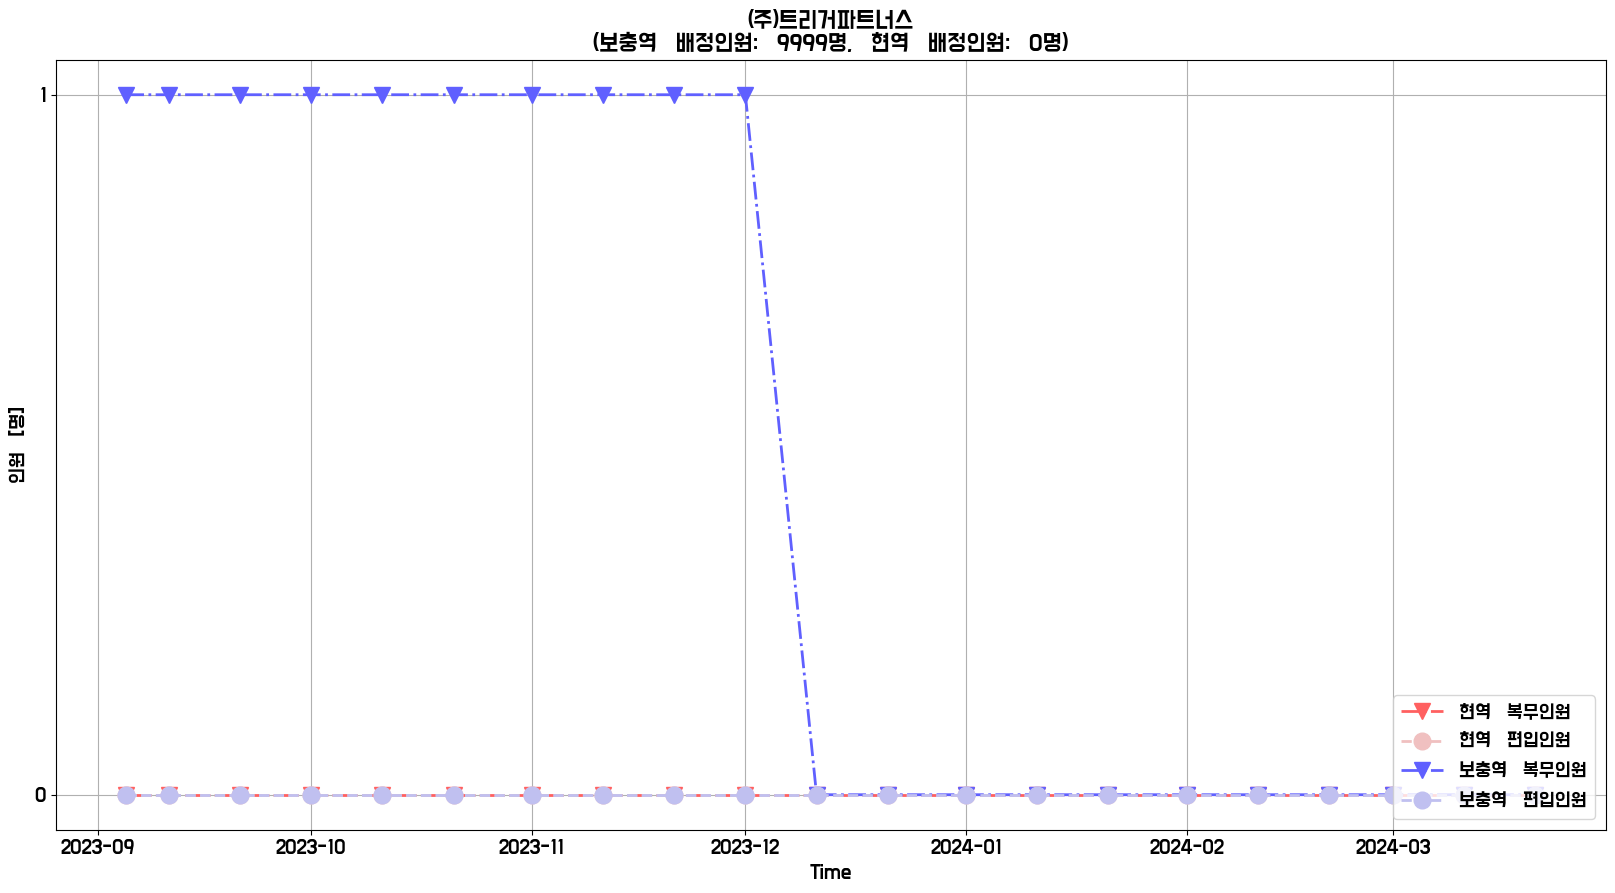 (주)트리거파트너스
(보충역 배정인원: 9999명, 현역 배정인원: 0명)
1
0
인원 [명]
2023-09 2023-10 2023-11 2023-12 2024-01 2024-02 2024-03
Time
현역 복무인원
현역 편입인원
보충역 복무인원
보충역 편입인원